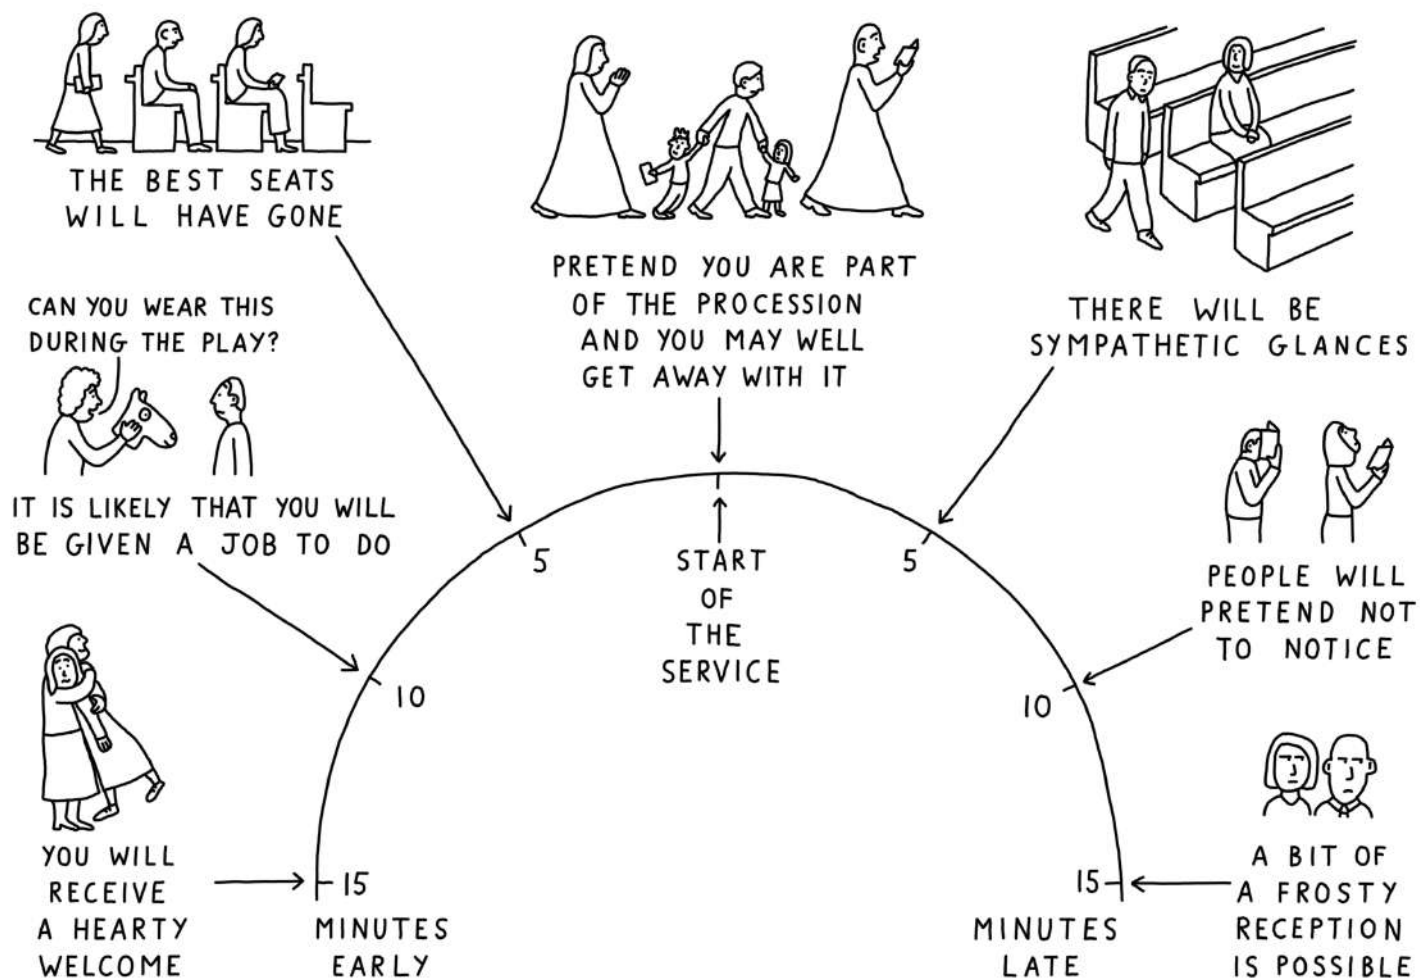 THE BEST SEATS
WILL HAVE GONE
PRETEND YOU ARE PART
OF THE PROCESSION
AND YOU MAY WELL
GET AWAY WITH IT
THERE WILL BE
SYMPATHETIC GLANCES
CAN YOU WEAR THIS
DURING THE PLAY?
IT IS LIKELY THAT YOU WILL
BE GIVEN A JOB TO DO
5
START
OF
THE
SERVICE
5
PEOPLE WILL
PRETEND NOT
TO NOTICE
10
10
YOU WILL
RECEIVE
A HEARTY
WELCOME
15
MINUTES
EARLY
15
MINUTES
LATE
A BIT OF
A FROSTY
RECEPTION
IS POSSIBLE